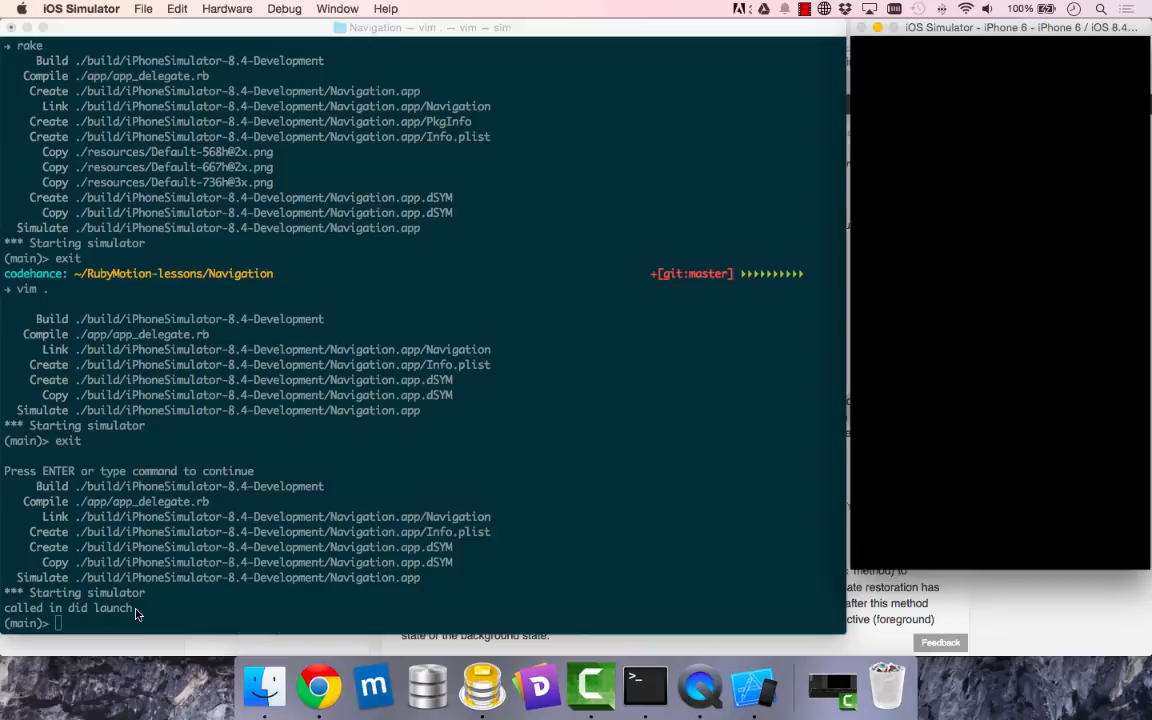 iOS Simulator File Edit Hardware Debug Window Help
100%
Navigation — vim . — vim — sim
iOS Simulator - iPhone 6 - iPhone 6 / iOS 8.4...
→ rake
Build ./build/iPhoneSimulator-8.4-Development
Compile ./app/app_delegate.rb
Create ./build/iPhoneSimulator-8.4-Development/Navigation.app
Link ./build/iPhoneSimulator-8.4-Development/Navigation.app/Navigation
Create ./build/iPhoneSimulator-8.4-Development/Navigation.app/PkgInfo
Create ./build/iPhoneSimulator-8.4-Development/Navigation.app/Info.plist
Copy ./resources/Default-568h@2x.png
Copy ./resources/Default-667h@2x.png
Copy ./resources/Default-736h@3x.png
Create ./build/iPhoneSimulator-8.4-Development/Navigation.app.dSYM
Copy ./build/iPhoneSimulator-8.4-Development/Navigation.app.dSYM
Simulate ./build/iPhoneSimulator-8.4-Development/Navigation.app
*** Starting simulator
(main)> exit
codehance: ~/RubyMotion-lessons/Navigation +[git:master]
→ vim .
Build ./build/iPhoneSimulator-8.4-Development
Compile ./app/app_delegate.rb
Link ./build/iPhoneSimulator-8.4-Development/Navigation.app/Navigation
Create ./build/iPhoneSimulator-8.4-Development/Navigation.app/Info.plist
Create ./build/iPhoneSimulator-8.4-Development/Navigation.app.dSYM
Copy ./build/iPhoneSimulator-8.4-Development/Navigation.app.dSYM
Simulate ./build/iPhoneSimulator-8.4-Development/Navigation.app
*** Starting simulator
(main)> exit
Press ENTER or type command to continue
Build ./build/iPhoneSimulator-8.4-Development
Compile ./app/app_delegate.rb
Link ./build/iPhoneSimulator-8.4-Development/Navigation.app/Navigation
Create ./build/iPhoneSimulator-8.4-Development/Navigation.app/Info.plist
Create ./build/iPhoneSimulator-8.4-Development/Navigation.app.dSYM
Copy ./build/iPhoneSimulator-8.4-Development/Navigation.app.dSYM
Simulate ./build/iPhoneSimulator-8.4-Development/Navigation.app
*** Starting simulator
called in did launch
(main)>
method) to
ate restoration has
after this method
active (foreground)
state of the background state.
Feedback